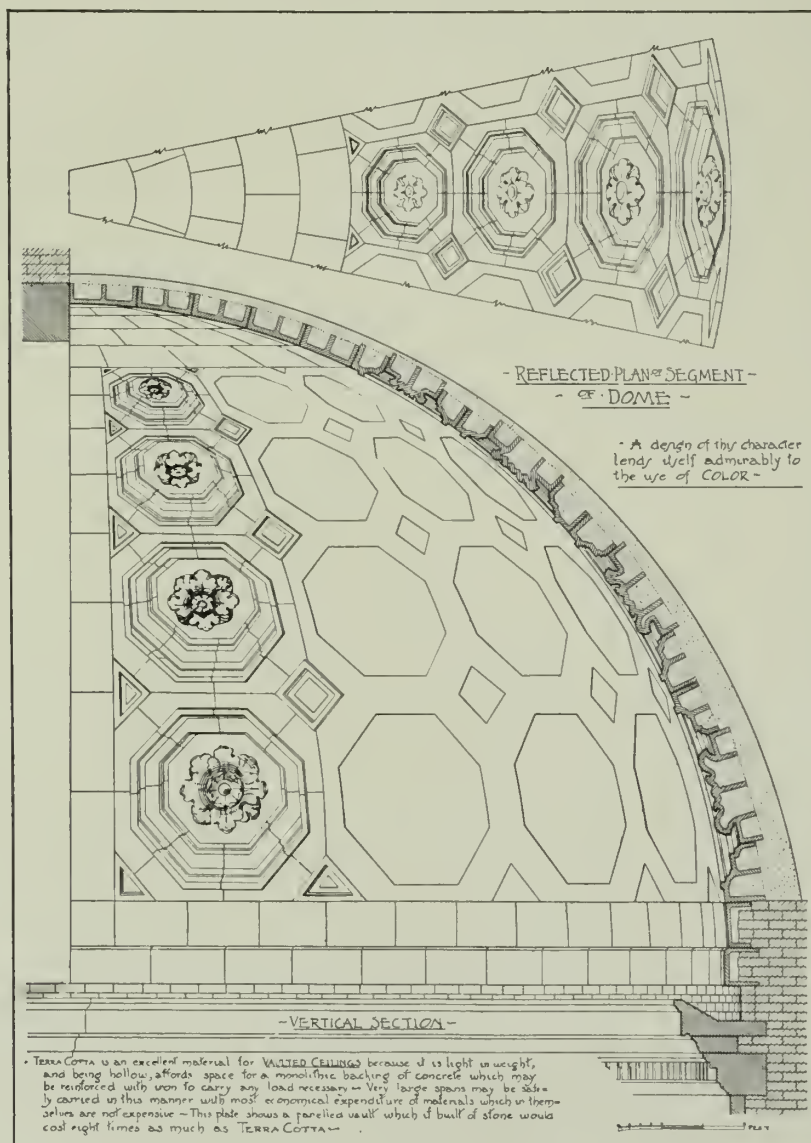 - REFLECTED·PLAN OF SEGMENT -
- OF · DOME -
- A design of this character
lends itself admirably to
the use of COLOR -
- VERTICAL SECTION -
• TERRA COTTA is an excellent material for VAULTED CEILINGS because it is light in weight,
and being hollow, affords space for a monolithic backing of concrete which may
be reinforced with iron to carry any load necessary — Very large spans may be safe-
ly carried in this manner with most economical expenditure of materials which in them-
selves are not expensive — This plate shows a panelled vault which if built of stone would
cost eight times as much as TERRA COTTA —
FEET